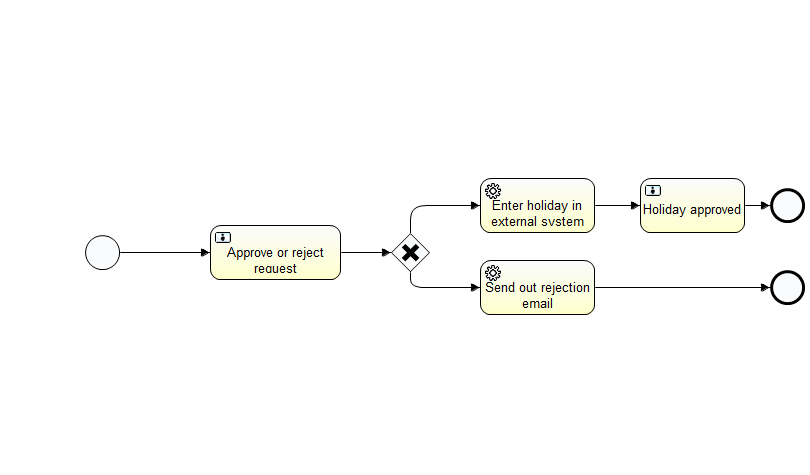 Approve or reject
request
Enter holiday in
external system
Holiday approved
Send out rejection
email